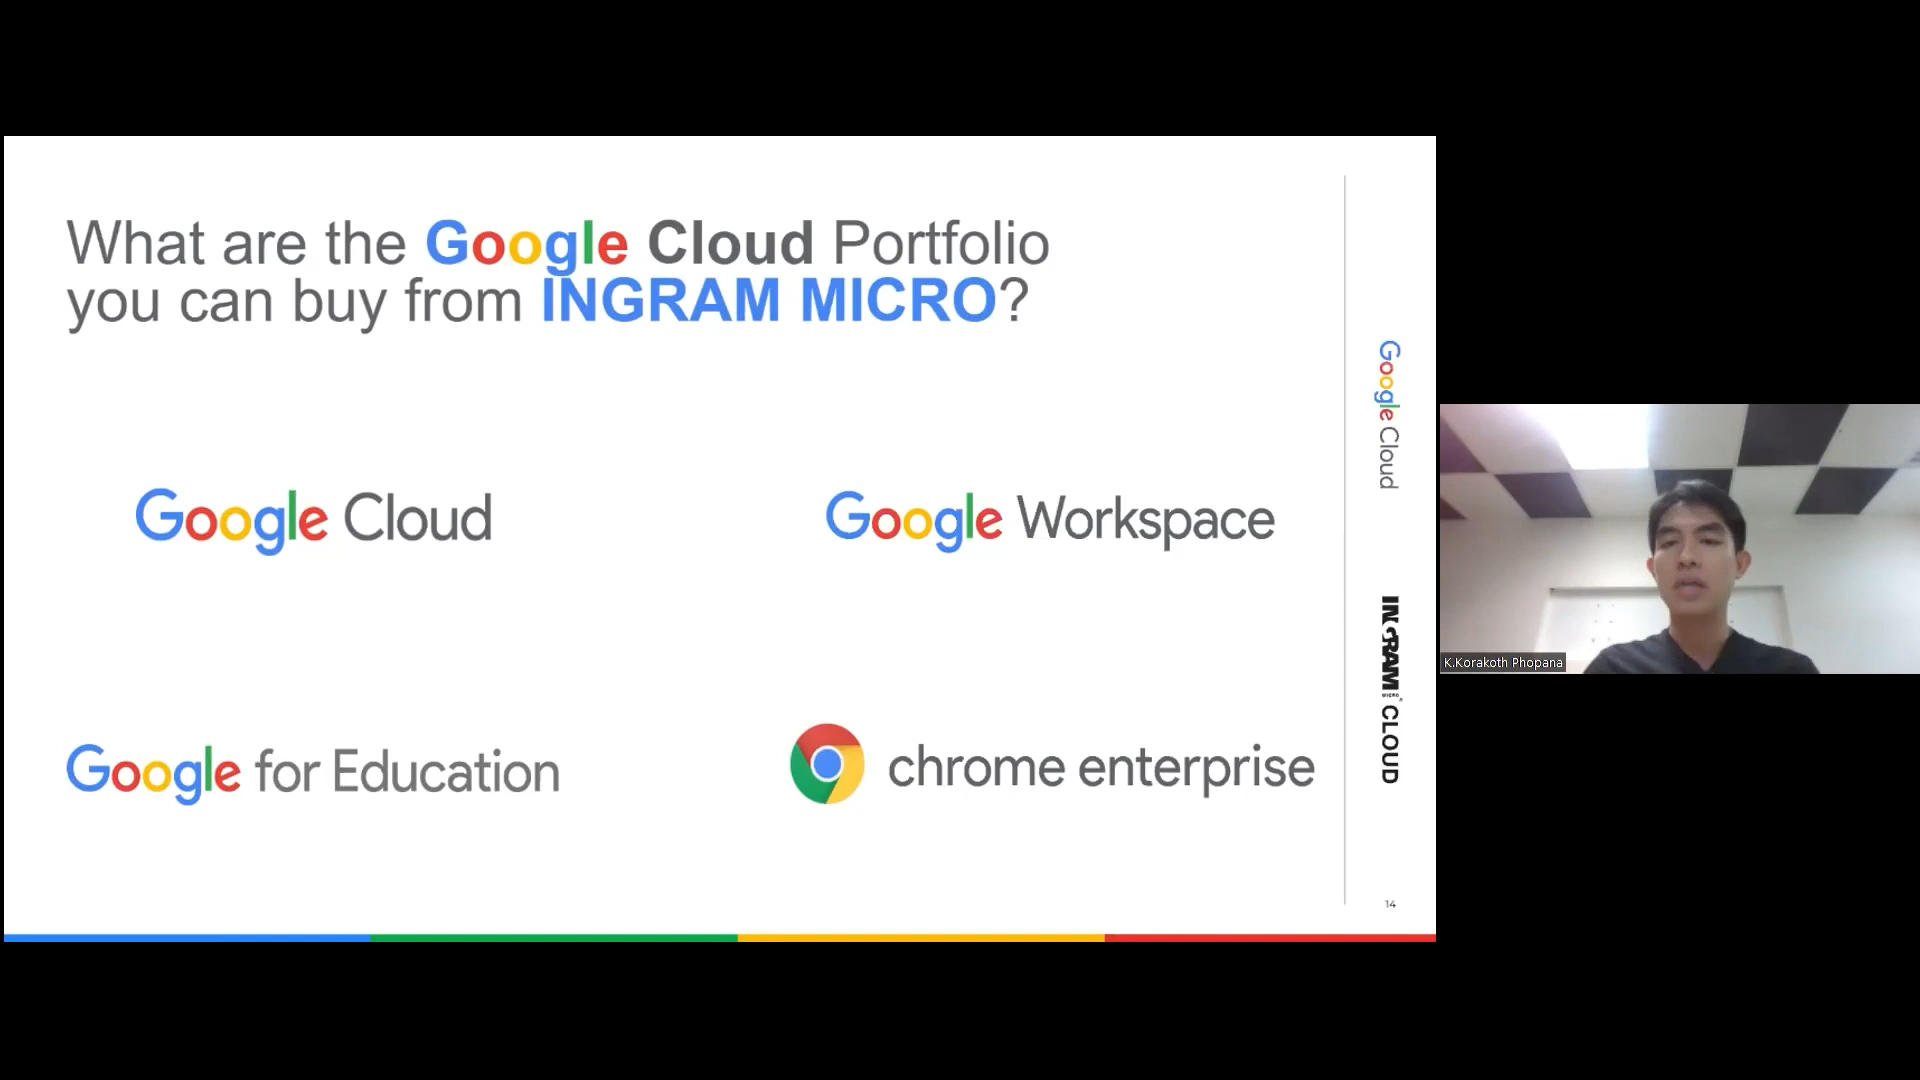 What are the Google Cloud Portfolio
you can buy from INGRAM MICRO?
Google Cloud
Google Workspace
Google for Education
chrome enterprise
Google Cloud
INGRAM MICRO CLOUD
14
K.Korakoth Phopana